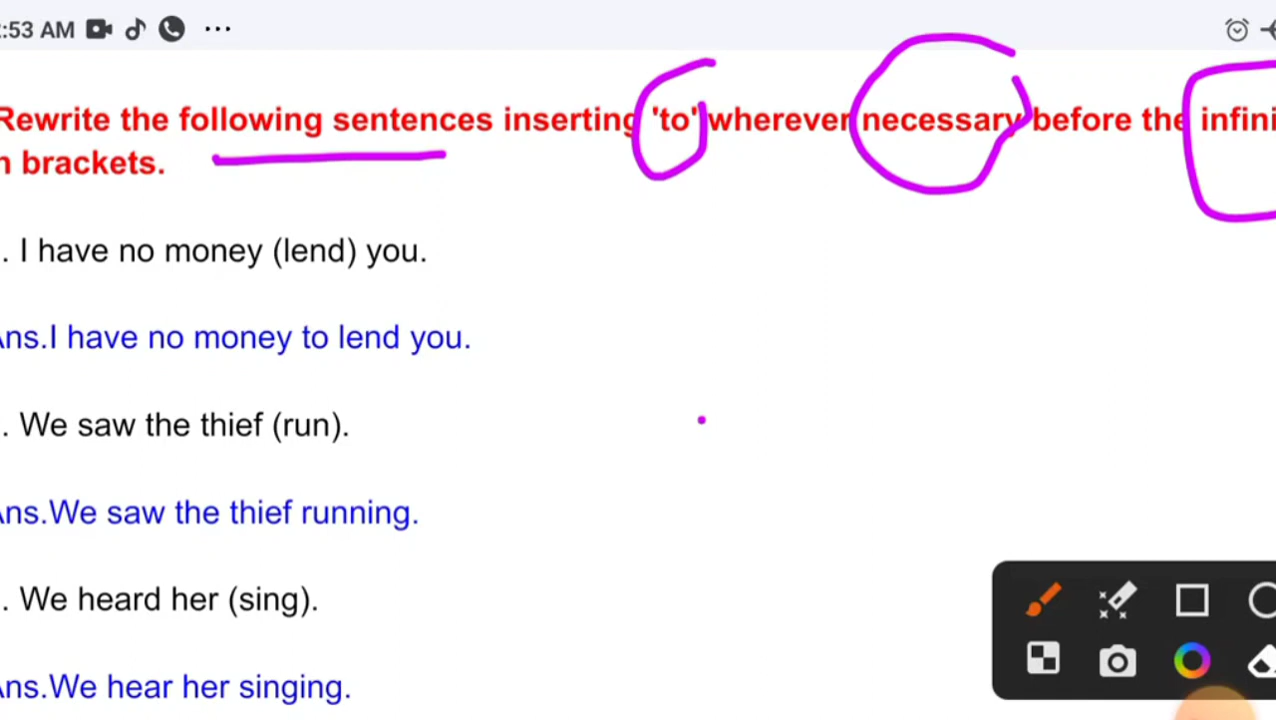 :53 AM
Rewrite the following sentences inserting 'to' wherever necessary before the infini
n brackets.
. I have no money (lend) you.
Ans.I have no money to lend you.
. We saw the thief (run).
Ans.We saw the thief running.
. We heard her (sing).
Ans.We hear her singing.